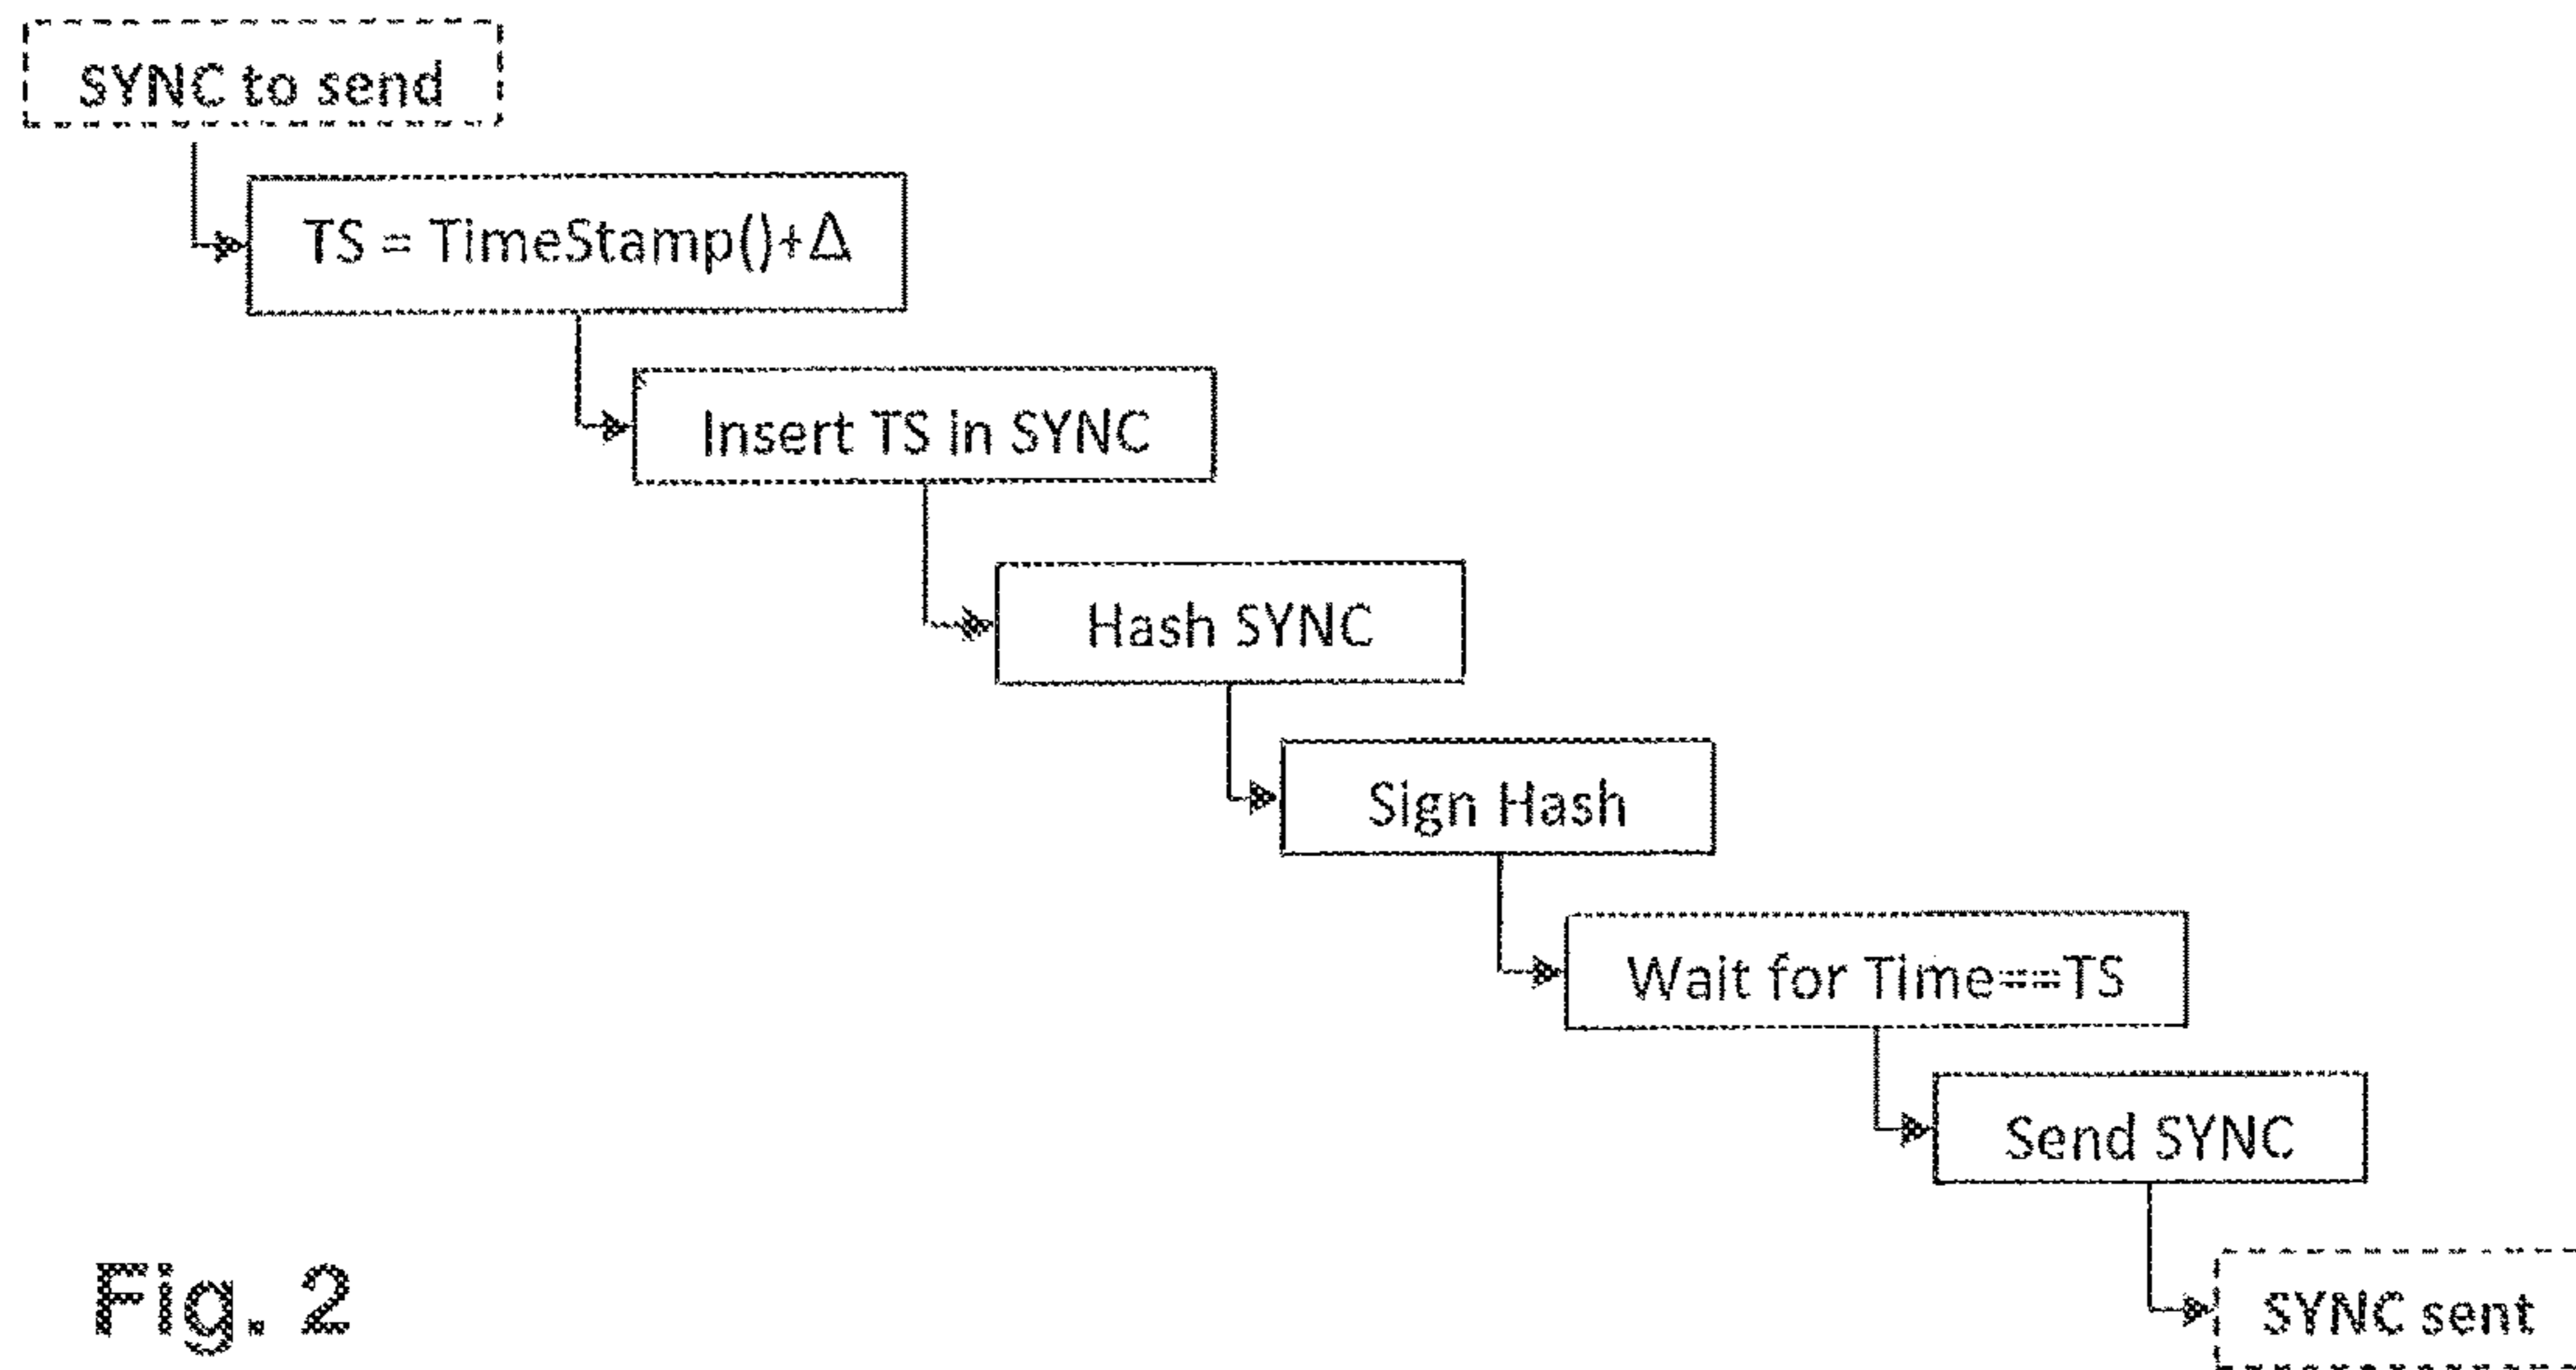 SYNC to send
TS = TimeStamp()+Δ
Insert TS in SYNC
Hash SYNC
Sign Hash
Wait for Time==TS
Send SYNC
SYNC sent
Fig. 2